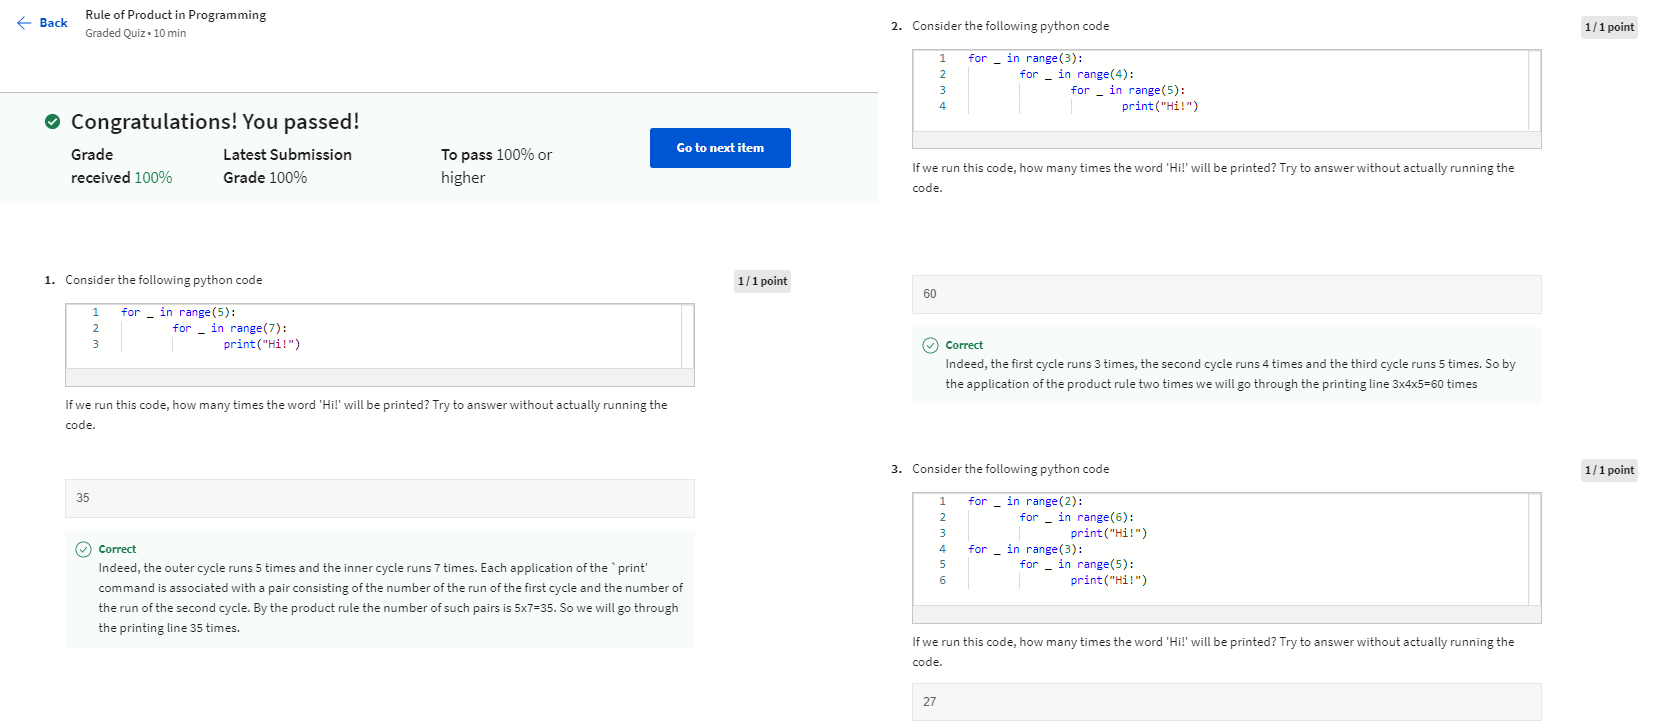 Back
Rule of Product in Programming
Graded Quiz • 10 min
Congratulations! You passed!
Grade received 100%
Latest Submission Grade 100%
To pass 100% or higher
Go to next item
1. Consider the following python code
1/1 point
1 for _ in range(5):
2 for _ in range(7):
3 print("Hi!")
If we run this code, how many times the word 'Hi!' will be printed? Try to answer without actually running the
code.
35
Correct
Indeed, the outer cycle runs 5 times and the inner cycle runs 7 times. Each application of the `print'
command is associated with a pair consisting of the number of the run of the first cycle and the number of
the run of the second cycle. By the product rule the number of such pairs is 5x7=35. So we will go through
the printing line 35 times.
2. Consider the following python code
1/1 point
1 for _ in range(3):
2 for _ in range(4):
3 for _ in range(5):
4 print("Hi!")
If we run this code, how many times the word 'Hi!' will be printed? Try to answer without actually running the
code.
60
Correct
Indeed, the first cycle runs 3 times, the second cycle runs 4 times and the third cycle runs 5 times. So by
the application of the product rule two times we will go through the printing line 3x4x5=60 times
3. Consider the following python code
1/1 point
1 for _ in range(2):
2 for _ in range(6):
3 print("Hi!")
4 for _ in range(3):
5 for _ in range(5):
6 print("Hi!")
If we run this code, how many times the word 'Hi!' will be printed? Try to answer without actually running the
code.
27